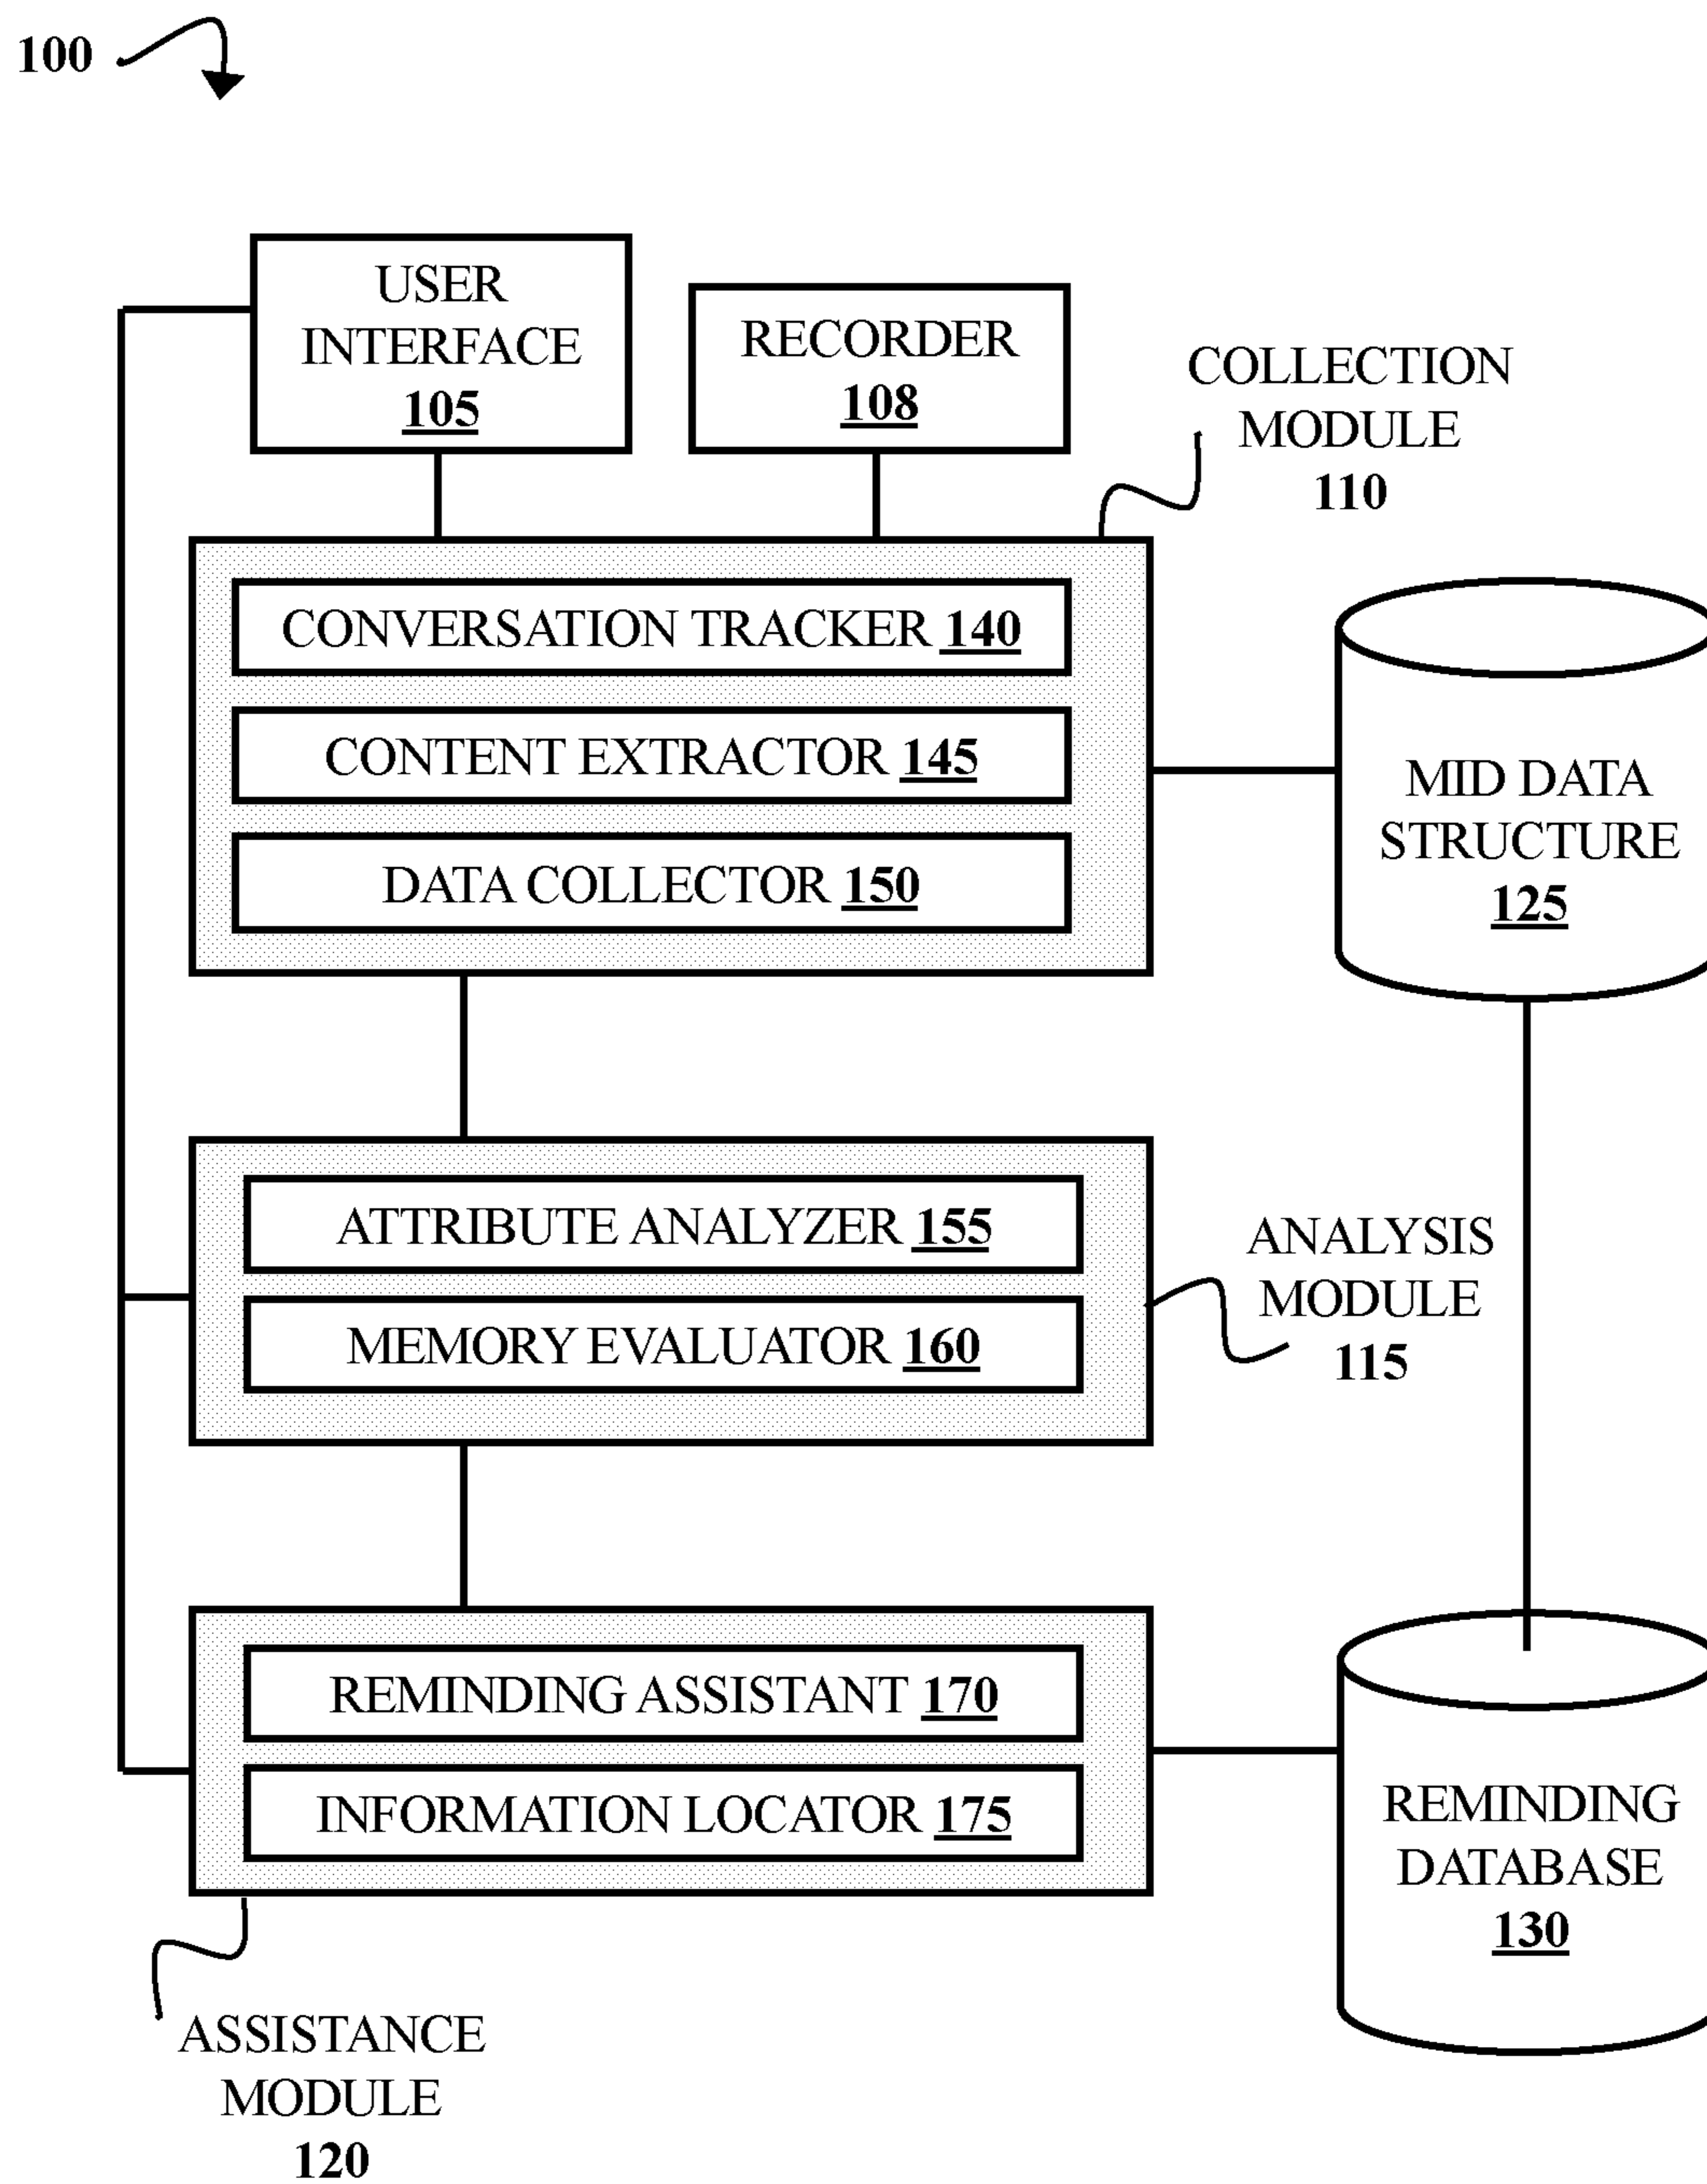 100
USER
INTERFACE
105
RECORDER
108
COLLECTION
MODULE
110
CONVERSATION TRACKER 140
CONTENT EXTRACTOR 145
DATA COLLECTOR 150
MID DATA
STRUCTURE
125
ATTRIBUTE ANALYZER 155
MEMORY EVALUATOR 160
ANALYSIS
MODULE
115
REMINDING ASSISTANT 170
INFORMATION LOCATOR 175
REMINDING
DATABASE
130
ASSISTANCE
MODULE
120